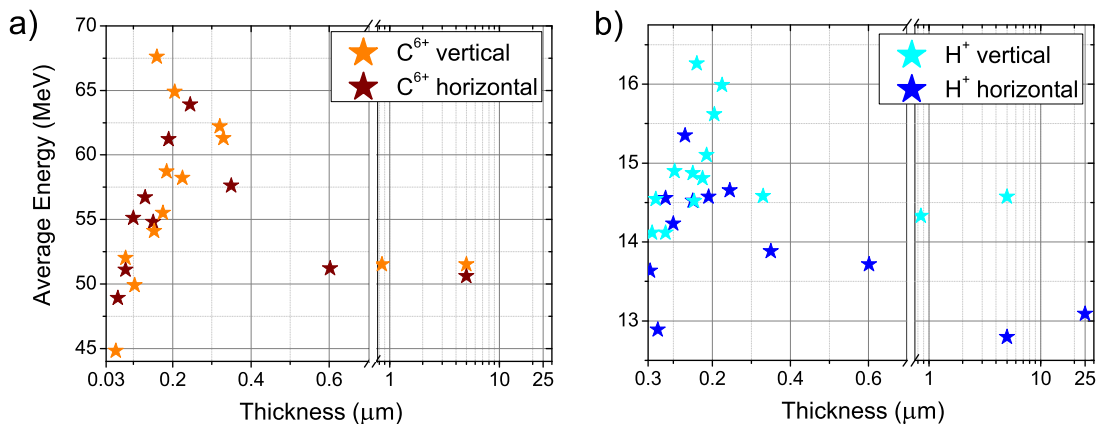 a)
70
65
60
55
50
45
Average Energy (MeV)
C6+ vertical
C6+ horizontal
0.03 0.2 0.4 0.6 1 10 25
Thickness (μm)
b)
16
15
14
13
H+ vertical
H+ horizontal
0.3 0.2 0.4 0.6 1 10 25
Thickness (μm)